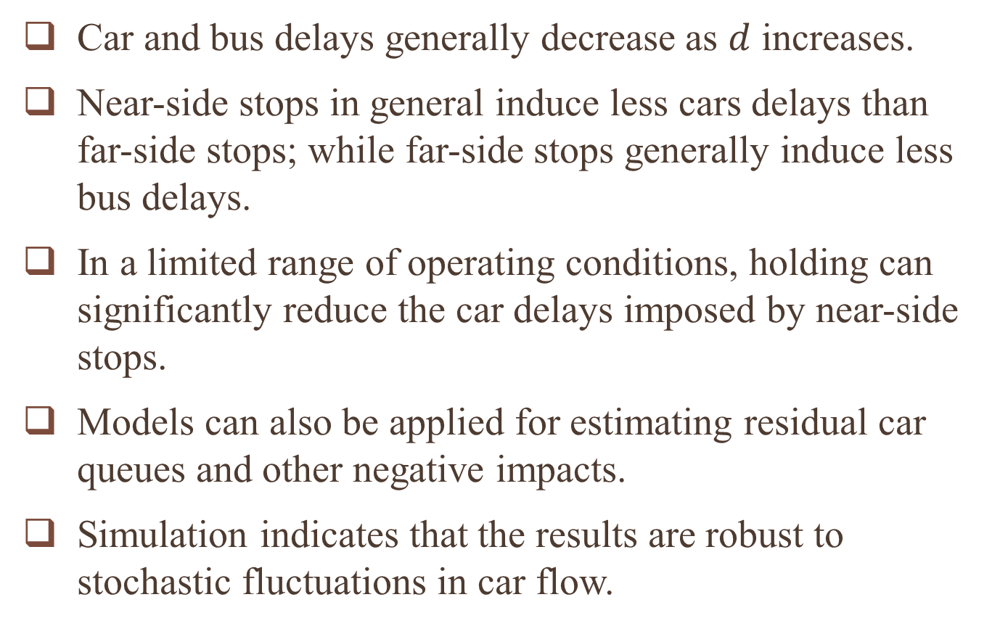 ❑ Car and bus delays generally decrease as d increases.
❑ Near-side stops in general induce less cars delays than
far-side stops; while far-side stops generally induce less
bus delays.
❑ In a limited range of operating conditions, holding can
significantly reduce the car delays imposed by near-side
stops.
❑ Models can also be applied for estimating residual car
queues and other negative impacts.
❑ Simulation indicates that the results are robust to
stochastic fluctuations in car flow.